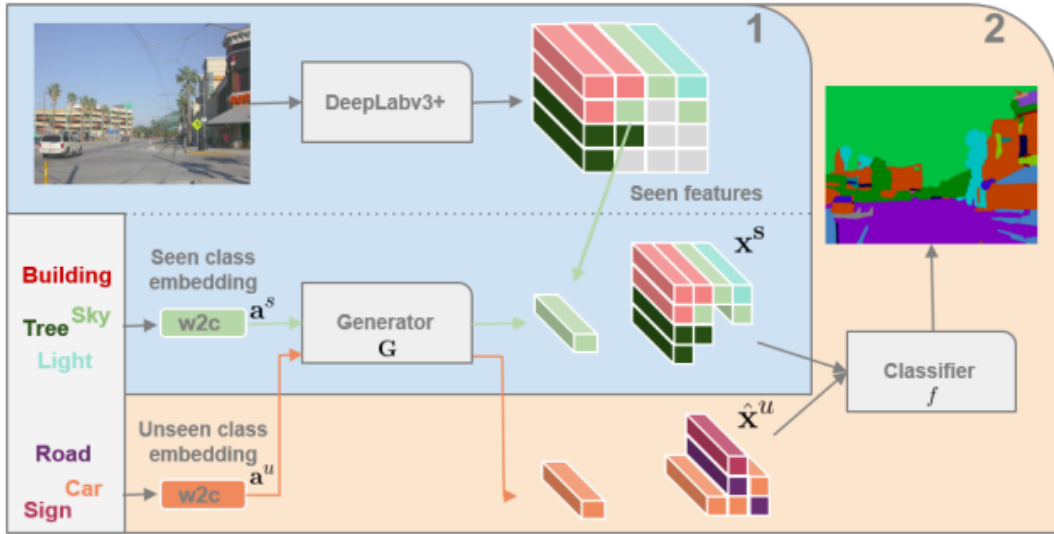 1
2
DeepLabv3+
Seen features
Building
Tree
Sky
Light
Seen class
embedding
w2c
a^s
Generator
G
x^s
Classifier
f
Road
Car
Sign
Unseen class
embedding
w2c
a^u
x̂^u